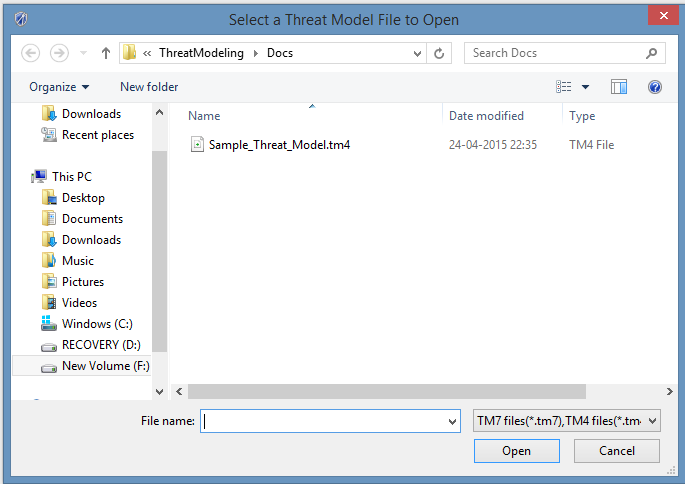 Select a Threat Model File to Open
« ThreatModeling Docs
Search Docs
Organize
New folder
Downloads
Recent places
This PC
Desktop
Documents
Downloads
Music
Pictures
Videos
Windows (C:)
RECOVERY (D:)
New Volume (F:)
Name Date modified Type
Sample_Threat_Model.tm4 24-04-2015 22:35 TM4 File
File name:
TM7 files(*.tm7),TM4 files(*.tm4
Open
Cancel